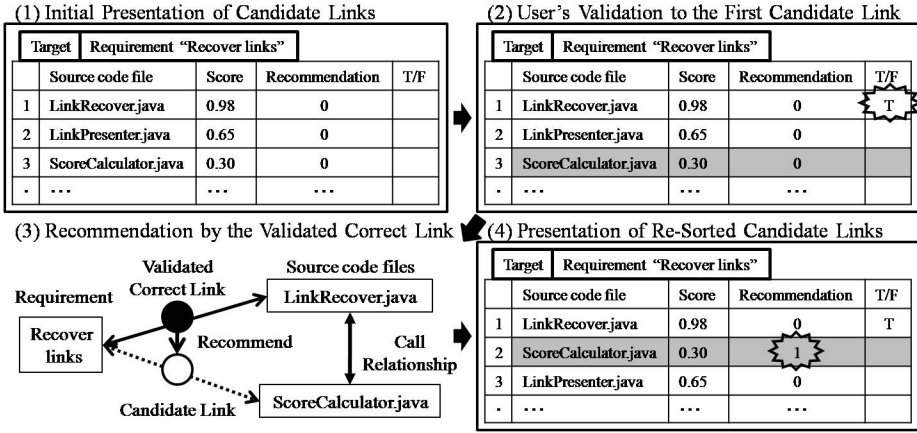 (1) Initial Presentation of Candidate Links
Target Requirement “Recover links”
Source code file Score Recommendation T/F
1 LinkRecover.java 0.98 0
2 LinkPresenter.java 0.65 0
3 ScoreCalculator.java 0.30 0
. ... ...
(2) User’s Validation to the First Candidate Link
Target Requirement “Recover links”
Source code file Score Recommendation T/F
1 LinkRecover.java 0.98 0 T
2 LinkPresenter.java 0.65 0
3 ScoreCalculator.java 0.30 0
. ... ...
(3) Recommendation by the Validated Correct Link
Validated
Correct Link
Source code files
Requirement
LinkRecover.java
Recover
links
Recommend
Call
Relationship
Candidate Link
ScoreCalculator.java
(4) Presentation of Re-Sorted Candidate Links
Target Requirement “Recover links”
Source code file Score Recommendation T/F
1 LinkRecover.java 0.98 0 T
2 ScoreCalculator.java 0.30 1
3 LinkPresenter.java 0.65 0
. ... ...